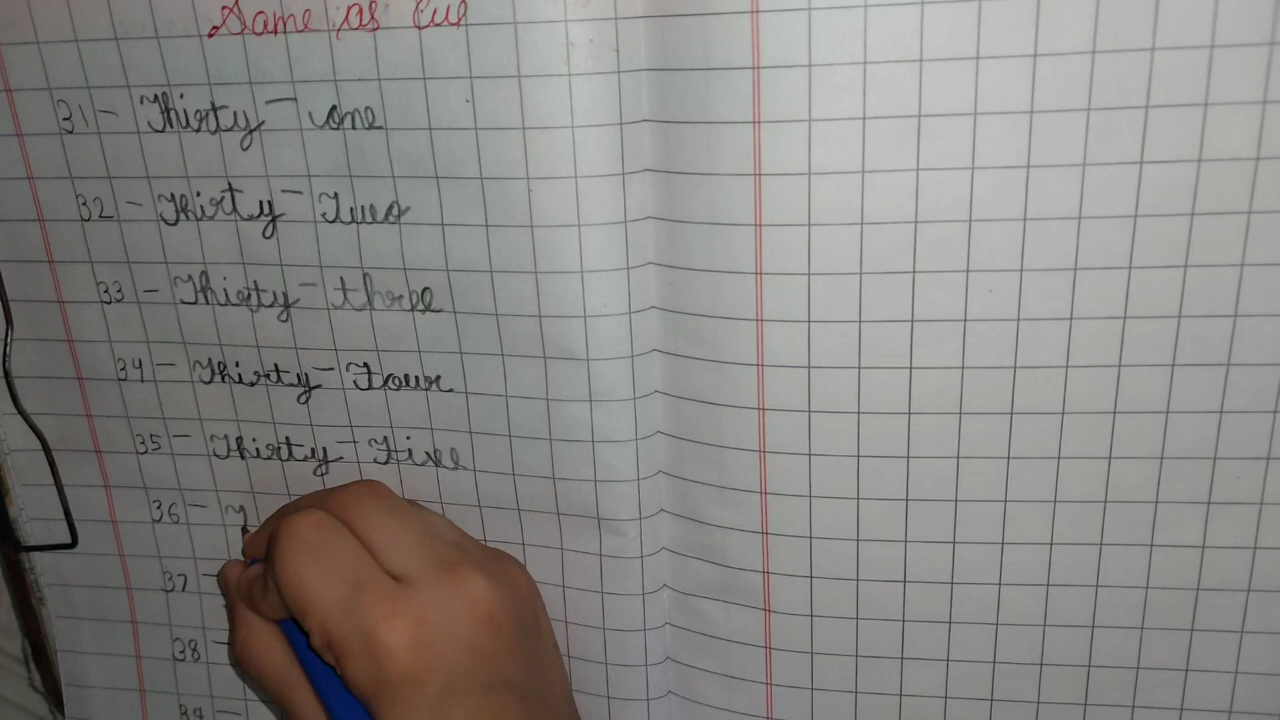 Same as
31 - Thirty - one
32 - Thirty - Two
33 - Thirty - three
34 - Thirty - Four
35 - Thirty - Five
36 -
37 -
38 -
39 -